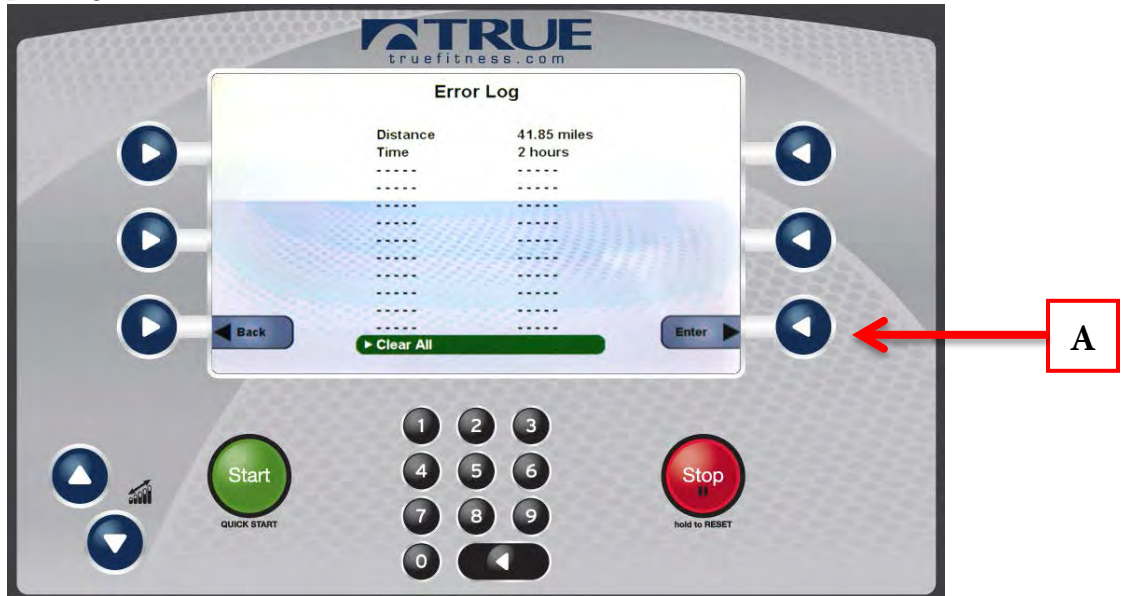 TRUE
truefitness.com
Error Log
Distance 41.85 miles
Time 2 hours
----- -----
----- -----
----- -----
----- -----
----- -----
----- -----
----- -----
----- -----
----- -----
----- -----
Back
Enter
Clear All
A
1 2 3
4 5 6
7 8 9
0
Start
QUICK START
Stop
hold to RESET